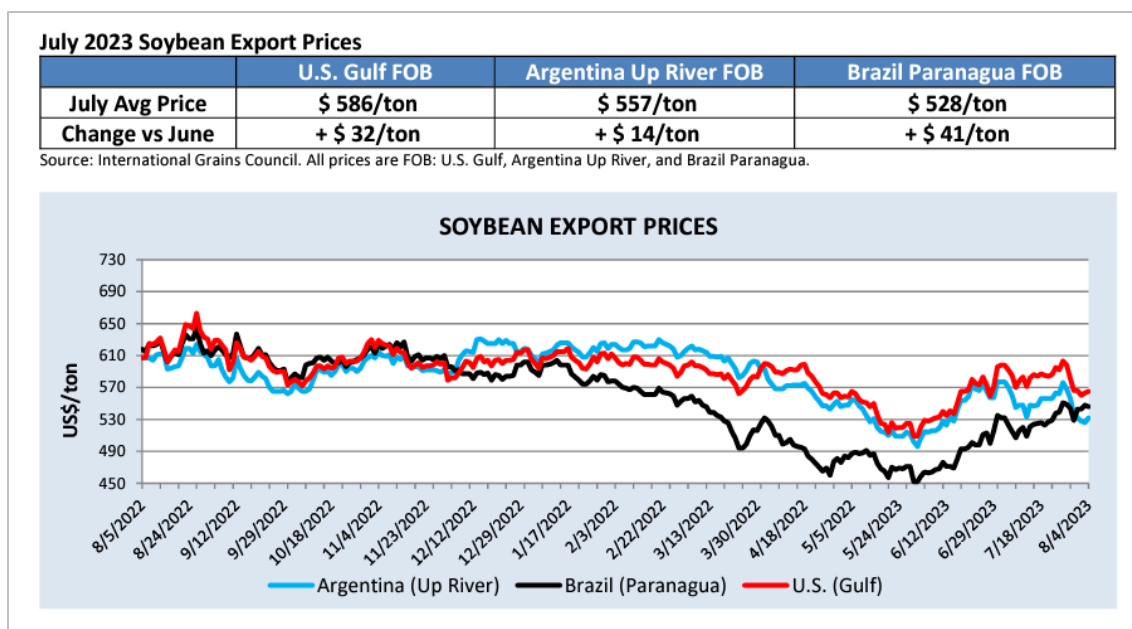 July 2023 Soybean Export Prices
U.S. Gulf FOB Argentina Up River FOB Brazil Paranagua FOB
July Avg Price $ 586/ton $ 557/ton $ 528/ton
Change vs June + $ 32/ton + $ 14/ton + $ 41/ton
Source: International Grains Council. All prices are FOB: U.S. Gulf, Argentina Up River, and Brazil Paranagua.
SOYBEAN EXPORT PRICES
US$/ton
730
690
650
610
570
530
490
450
8/5/2022 8/24/2022 9/12/2022 9/29/2022 10/18/2022 11/4/2022 11/23/2022 12/12/2022 12/29/2022 1/17/2022 2/3/2022 2/22/2022 3/13/2022 3/30/2022 4/18/2022 5/5/2022 5/24/2023 6/12/2023 6/29/2023 7/18/2023 8/4/2023
Argentina (Up River) Brazil (Paranagua) U.S. (Gulf)